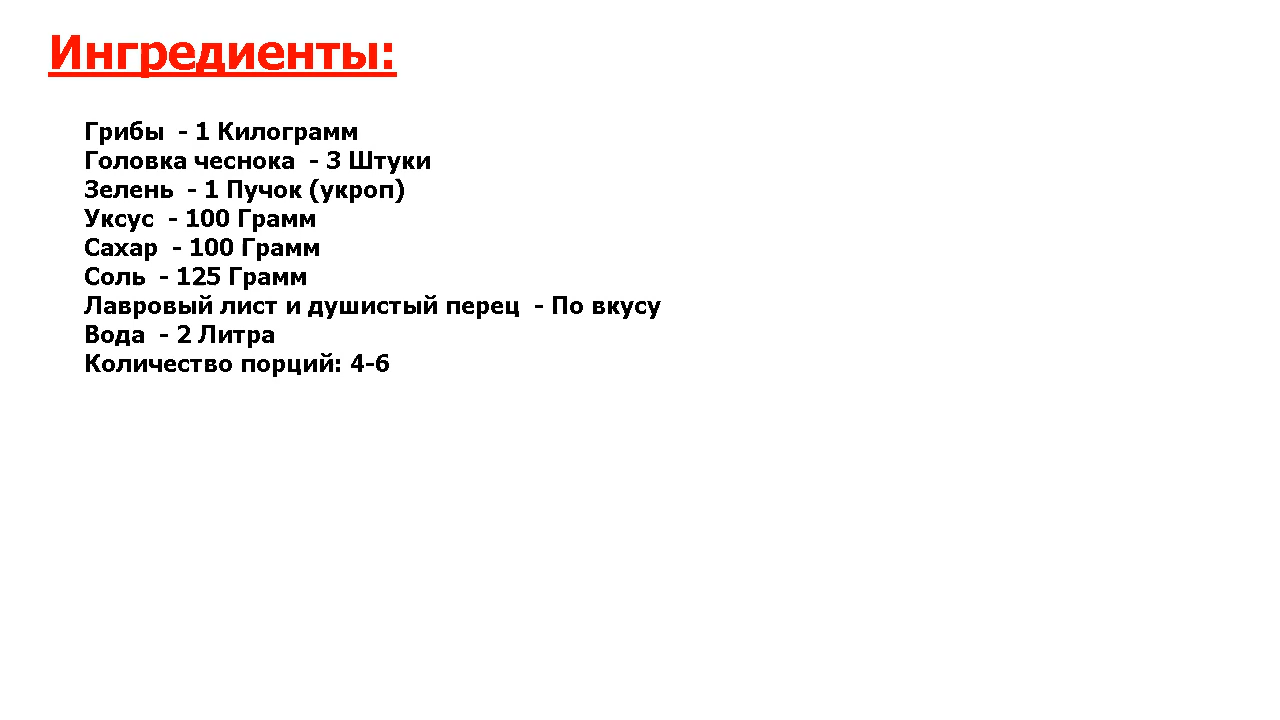 Ингредиенты:
Грибы - 1 Килограмм
Головка чеснока - 3 Штуки
Зелень - 1 Пучок (укроп)
Уксус - 100 Грамм
Сахар - 100 Грамм
Соль - 125 Грамм
Лавровый лист и душистый перец - По вкусу
Вода - 2 Литра
Количество порций: 4-6